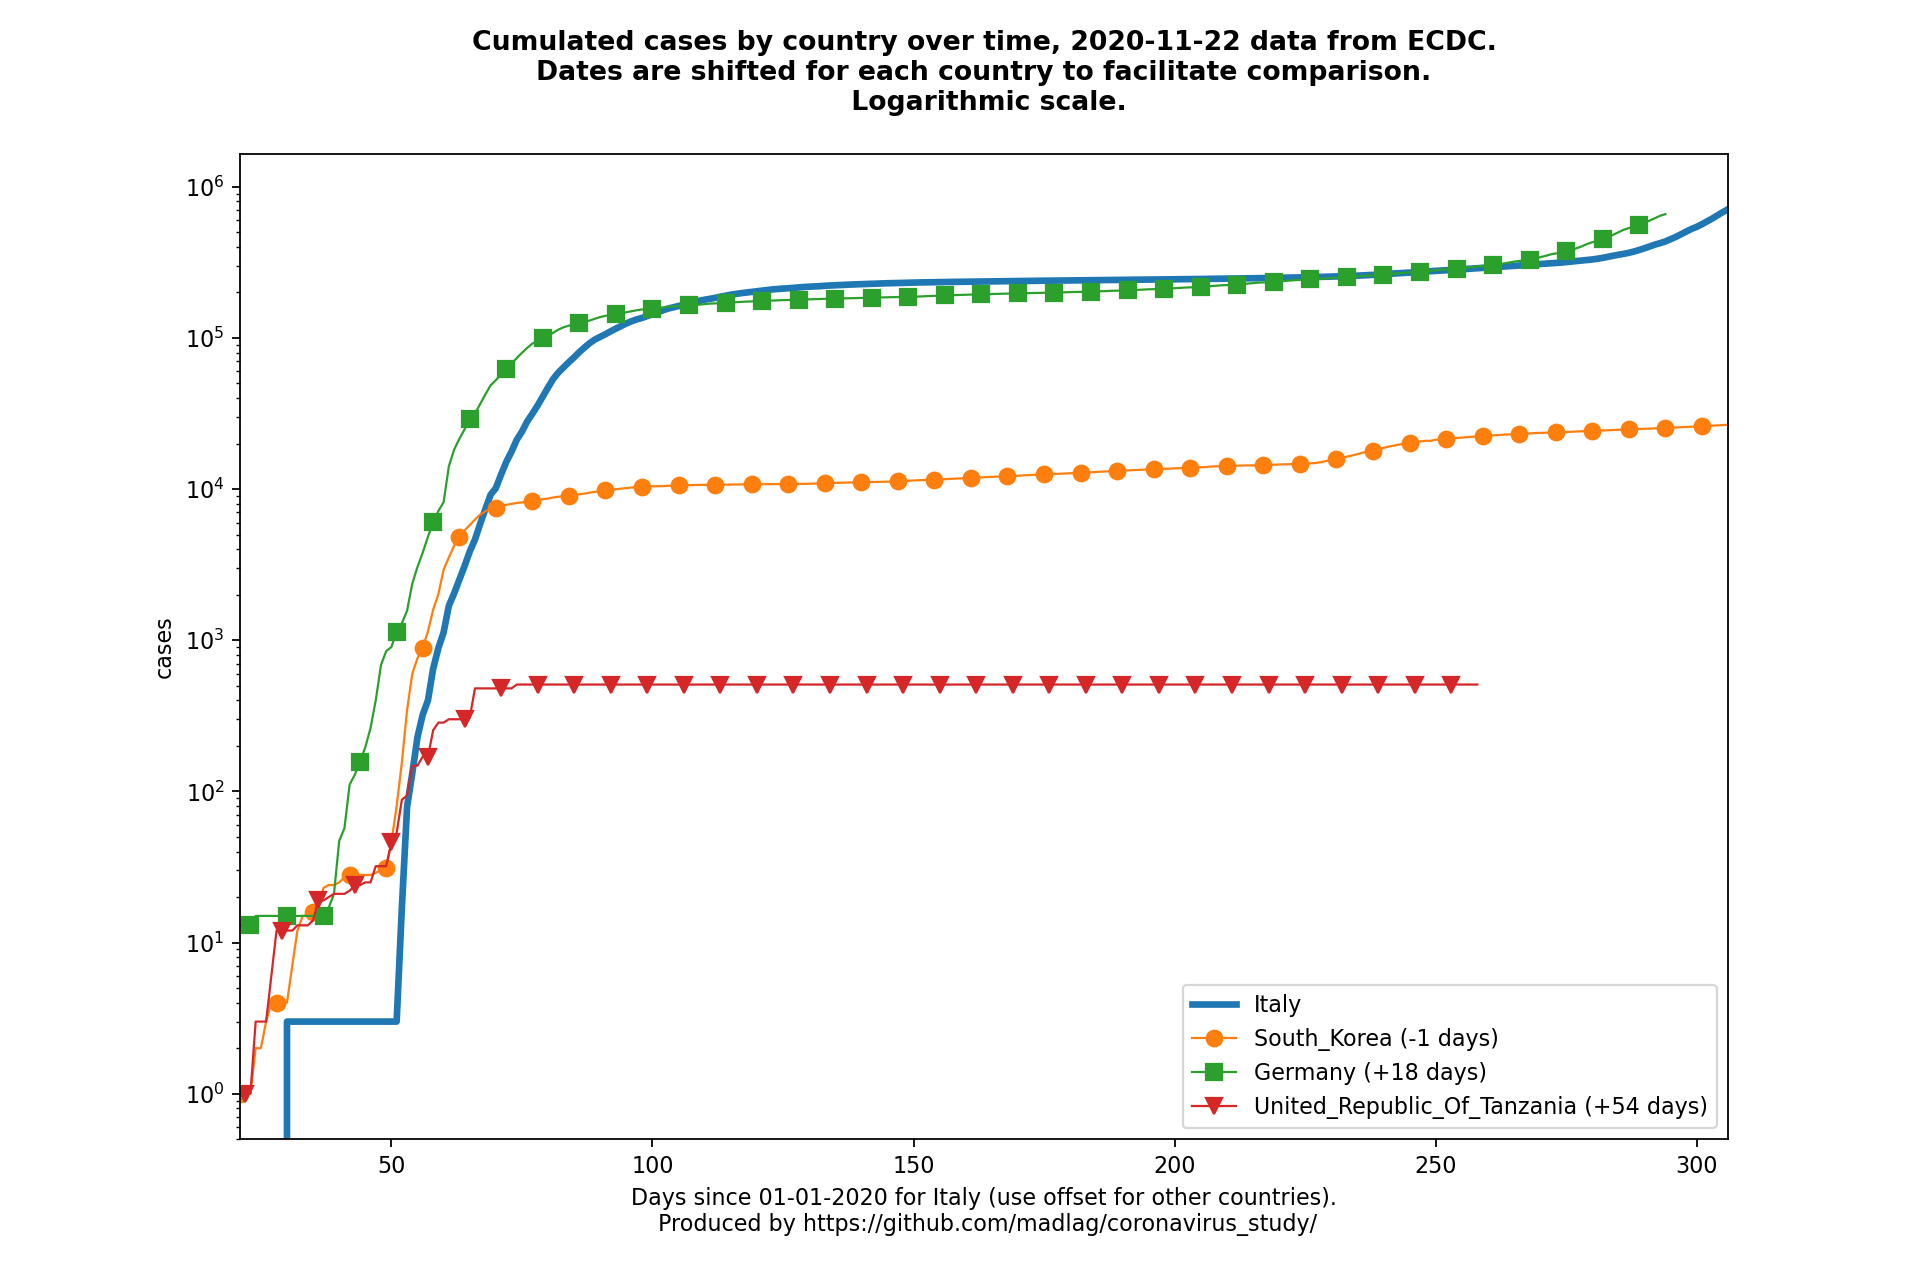 Cumulated cases by country over time, 2020-11-22 data from ECDC.
Dates are shifted for each country to facilitate comparison.
Logarithmic scale.
10^6
10^5
10^4
10^3
10^2
10^1
10^0
cases
50 100 150 200 250 300
Italy
South_Korea (-1 days)
Germany (+18 days)
United_Republic_Of_Tanzania (+54 days)
Days since 01-01-2020 for Italy (use offset for other countries).
Produced by https://github.com/madlag/coronavirus_study/